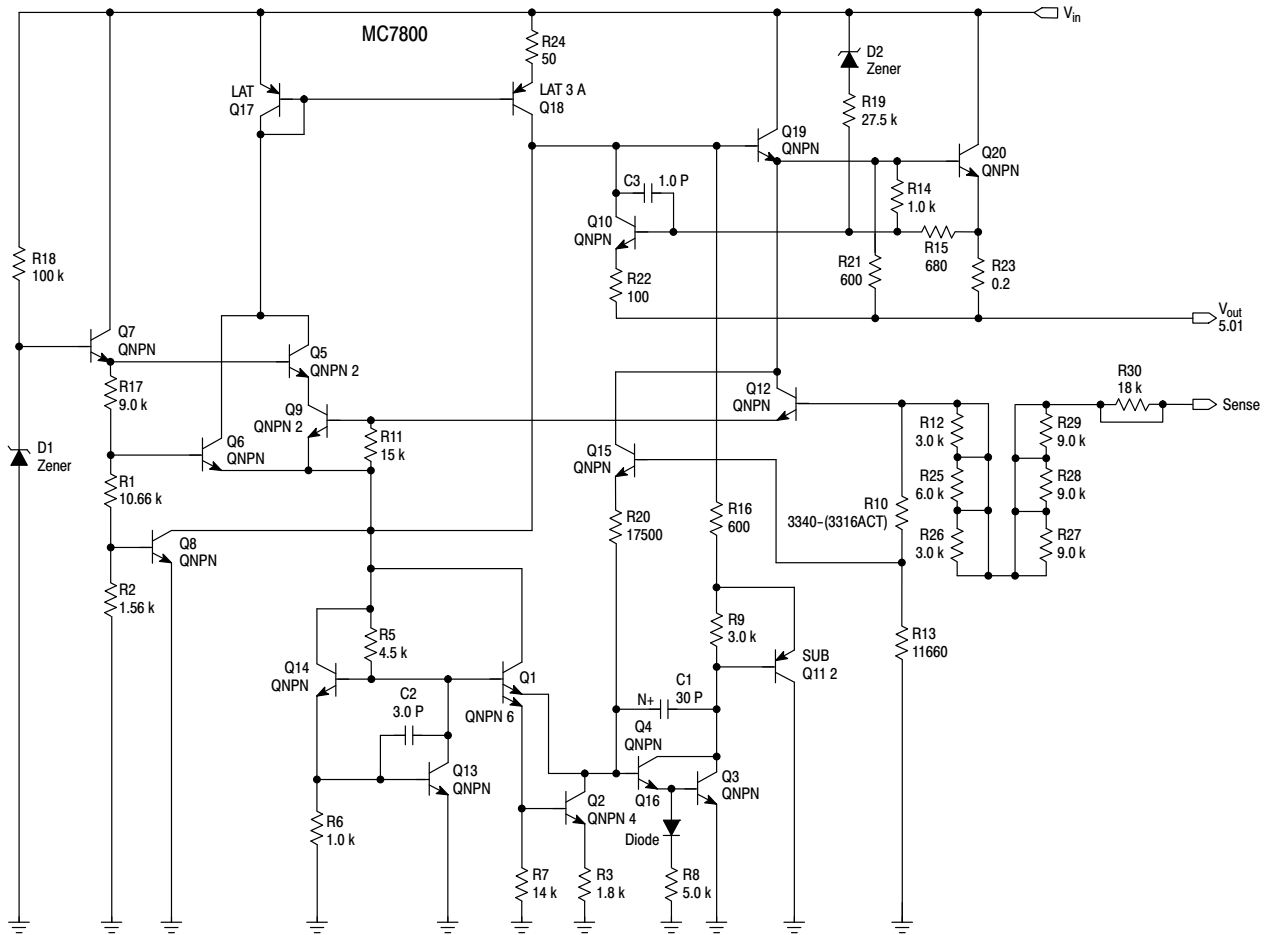 MC7800
Vin
R24
50
D2
Zener
LAT
Q17
LAT 3 A
Q18
R19
27.5 k
Q19
QNPN
Q20
QNPN
C3
1.0 P
R14
1.0 k
Q10
QNPN
R15
680
R18
100 k
R21
600
R23
0.2
R22
100
Vout
5.01
Q7
QNPN
Q5
QNPN 2
R17
9.0 k
R30
18 k
Sense
Q12
QNPN
Q9
QNPN 2
R12
3.0 k
R29
9.0 k
R11
15 k
Q6
QNPN
D1
Zener
Q15
QNPN
R25
6.0 k
R28
9.0 k
R1
10.66 k
R10
3340–(3316ACT)
R16
600
R20
17500
R26
3.0 k
R27
9.0 k
Q8
QNPN
R2
1.56 k
R9
3.0 k
R13
11660
R5
4.5 k
SUB
Q11 2
Q14
QNPN
Q1
QNPN 6
C2
3.0 P
N+
C1
30 P
Q4
QNPN
Q13
QNPN
Q3
QNPN
Q16
Q2
QNPN 4
R6
1.0 k
Diode
R7
14 k
R3
1.8 k
R8
5.0 k